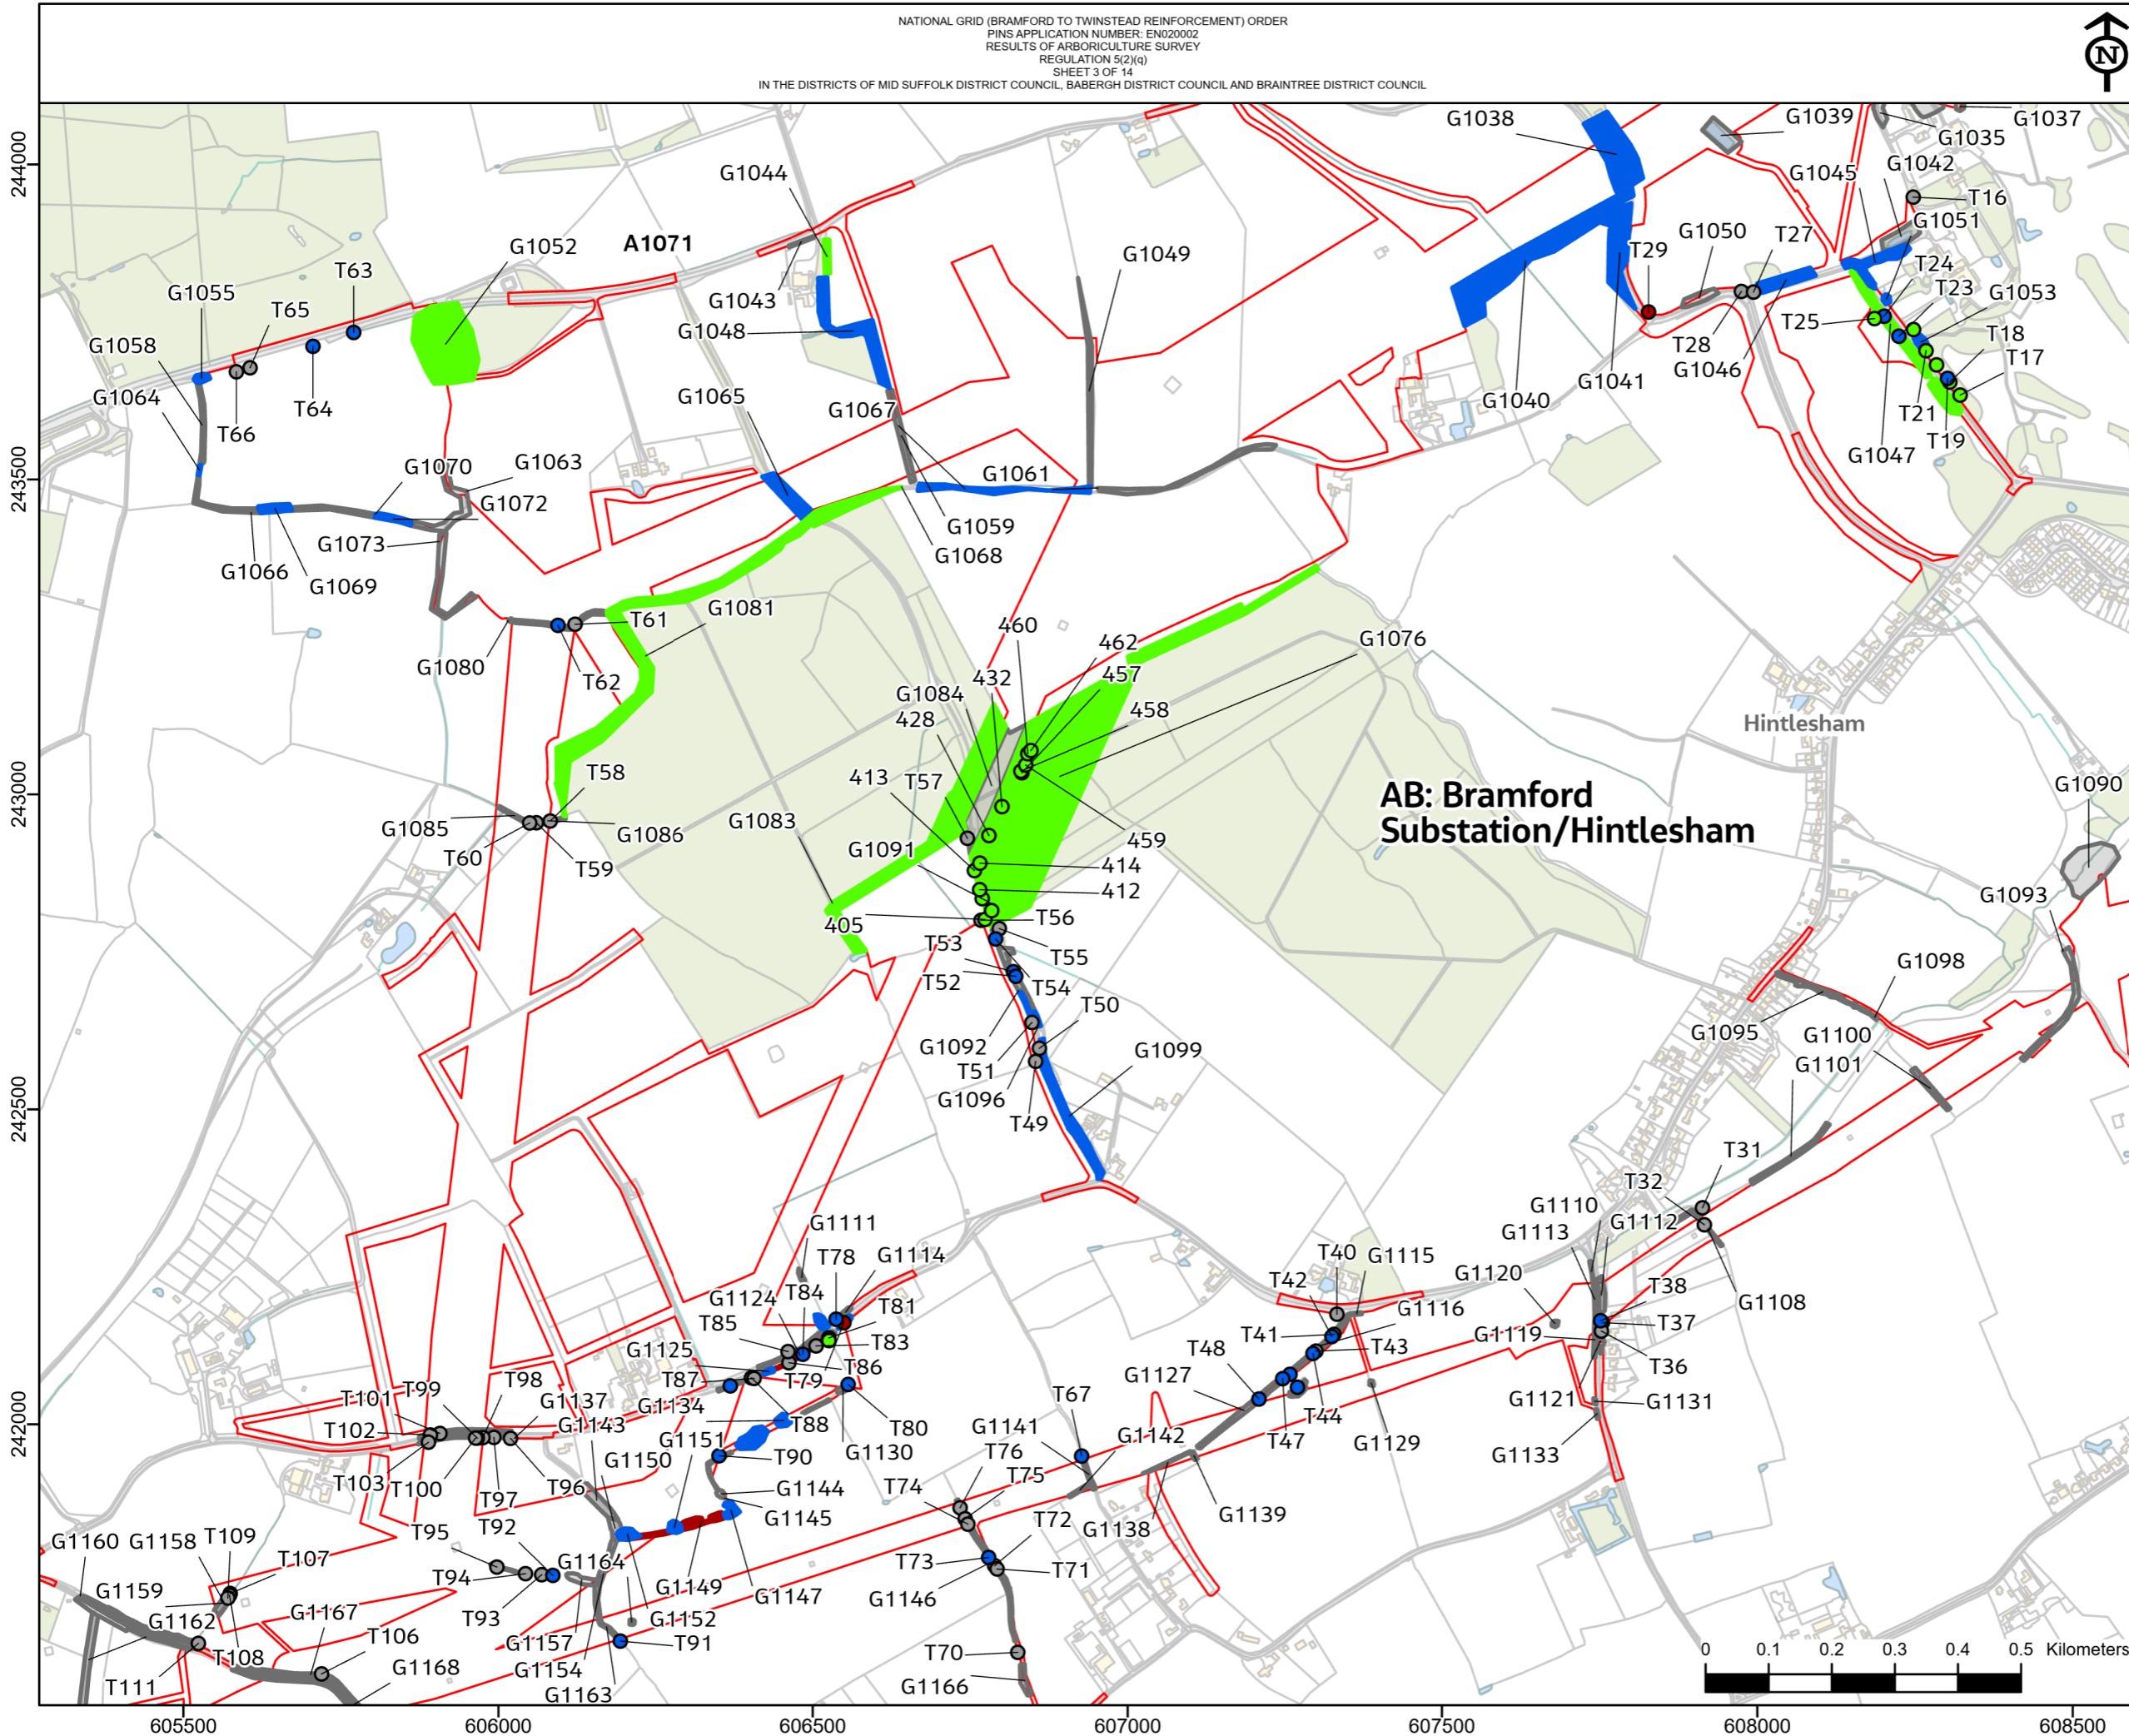 NATIONAL GRID (BRAMFORD TO TWINSTEAD REINFORCEMENT) ORDER
PINS APPLICATION NUMBER: EN020002
RESULTS OF ARBORICULTURE SURVEY
REGULATION 5(2)(q)
SHEET 3 OF 14
IN THE DISTRICTS OF MID SUFFOLK DISTRICT COUNCIL, BABERGH DISTRICT COUNCIL AND BRAINTREE DISTRICT COUNCIL
N
244000
243500
243000
242500
242000
G1038
G1039
G1037
G1035
G1045
G1042
G1044
T16
G1051
A1071
G1052
G1049
T29
G1050
T27
T24
T23
G1053
G1055
T63
T65
G1043
G1048
T25
T18
T17
G1058
T28
G1046
G1064
T64
T66
G1065
G1067
G1040
G1041
T21
T19
G1047
G1070
G1063
G1061
G1072
G1059
G1073
G1068
G1066
G1069
T61
G1081
460
462
G1076
G1080
T62
432
457
G1084
428
458
Hintlesham
413
T57
T58
G1085
G1086
G1083
T60
T59
G1091
459
414
412
AB: Bramford
Substation/Hintlesham
G1090
G1093
405
T56
T53
T55
T52
T54
T50
G1098
G1095
G1100
G1101
G1092
T51
G1099
G1096
T49
T31
T32
G1110
G1113
G1112
G1111
T78
G1114
T40
G1115
T42
G1120
T38
G1108
G1124
T84
T81
G1116
T85
T83
T41
T43
G1119
T37
G1125
T86
T48
T36
T87
T79
G1127
G1121
G1131
T99
T98
T101
G1137
G1134
T88
T80
T67
T44
T102
G1143
G1141
G1142
T47
G1129
G1133
G1151
G1130
T90
T76
T103
T100
G1150
T75
T97
T96
G1144
T74
G1145
G1138
G1139
T95
T92
T72
G1160
G1158
T109
T107
G1164
T73
T71
T94
G1149
G1147
G1146
G1159
T93
G1162
G1167
G1152
T106
G1157
T91
T108
G1154
T70
T111
G1168
G1163
G1166
0 0.1 0.2 0.3 0.4 0.5 Kilometers
605500 606000 606500 607000 607500 608000 608500